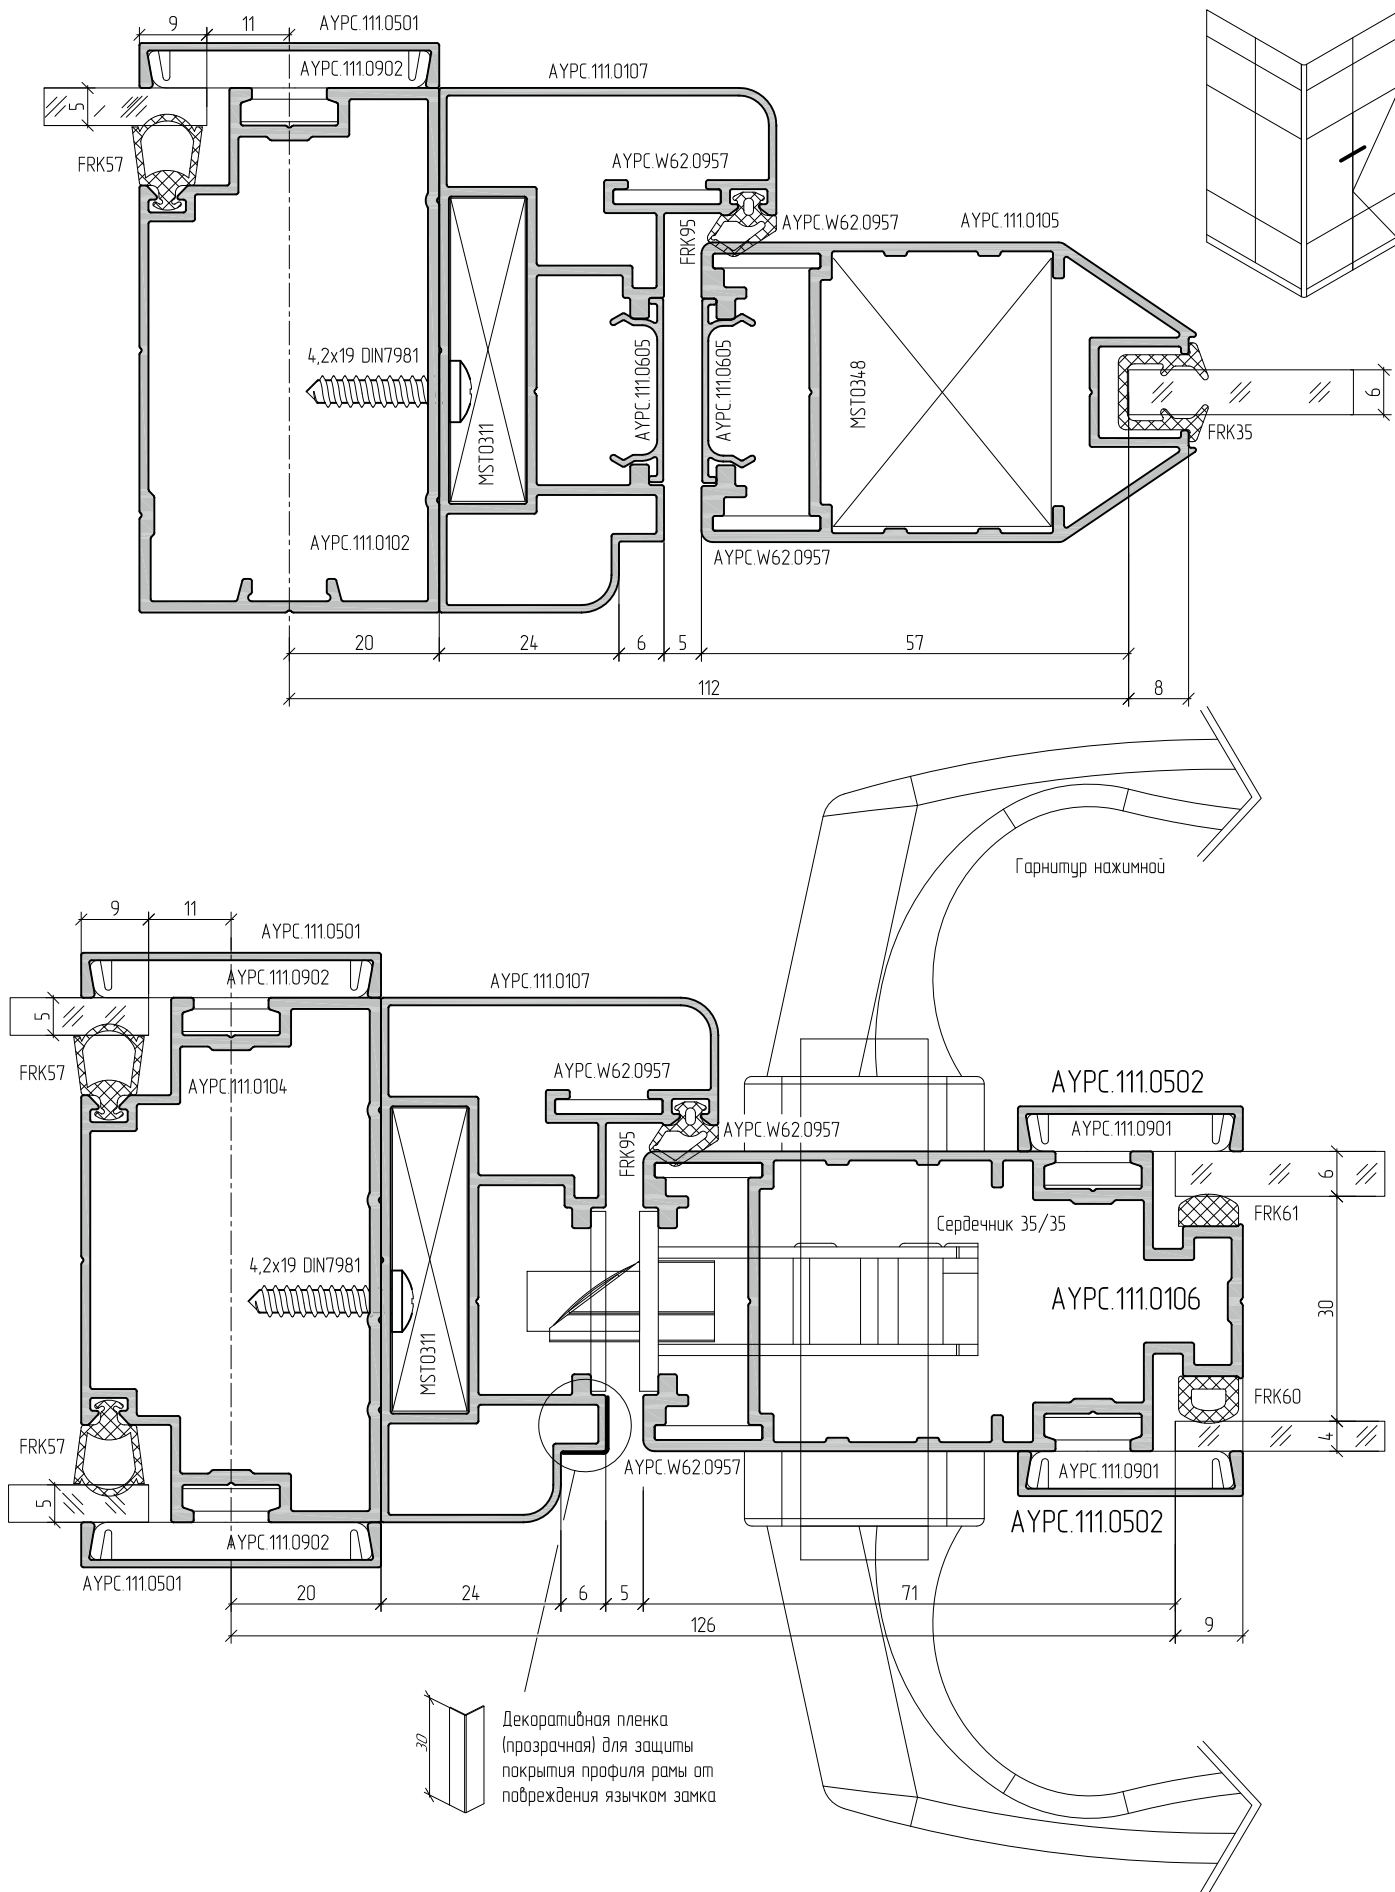 9
11
AYPC.111.0501
AYPC.111.0902
AYPC.111.0107
5
FRK57
AYPC.W62.0957
FRK95
AYPC.W62.0957
AYPC.111.0105
4,2x19 DIN7981
MST0311
AYPC.111.0605
AYPC.111.0605
MST0348
6
FRK35
AYPC.111.0102
AYPC.W62.0957
20
24
6
5
57
112
8
Гарнитур нажимной
9
11
AYPC.111.0501
AYPC.111.0902
AYPC.111.0107
5
FRK57
AYPC.111.0104
AYPC.W62.0957
FRK95
AYPC.W62.0957
AYPC.111.0502
AYPC.111.0901
6
FRK61
Сердечник 35/35
4,2x19 DIN7981
MST0311
AYPC.111.0106
30
FRK60
FRK57
4
5
AYPC.W62.0957
AYPC.111.0901
AYPC.111.0502
AYPC.111.0902
AYPC.111.0501
20
24
6
5
71
126
9
30
Декоративная пленка
(прозрачная) для защиты
покрытия профиля рамы от
повреждения язычком замка